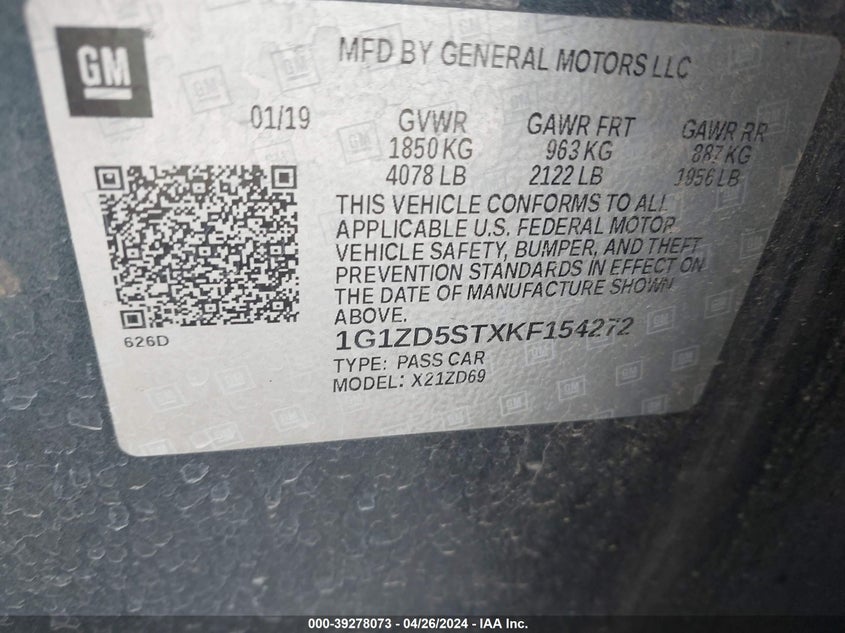 GM
MFD BY GENERAL MOTORS LLC
01/19
GVWR
1850 KG
4078 LB
GAWR FRT
963 KG
2122 LB
GAWR RR
887 KG
1956 LB
THIS VEHICLE CONFORMS TO ALL
APPLICABLE U.S. FEDERAL MOTOR
VEHICLE SAFETY, BUMPER, AND THEFT
PREVENTION STANDARDS IN EFFECT ON
THE DATE OF MANUFACTURE SHOWN
ABOVE.
626D
1G1ZD5STXKF154272
TYPE: PASS CAR
MODEL: X21ZD69
000-39278073 - 04/26/2024 - IAA Inc.